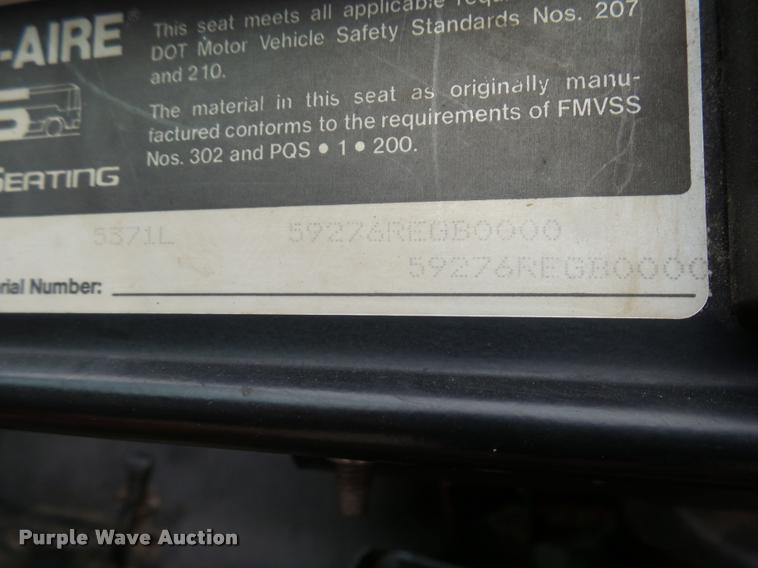 -AIRE®
This seat meets all applicable
DOT Motor Vehicle Safety Standards Nos. 207
and 210.
The material in this seat as originally manu-
factured conforms to the requirements of FMVSS
Nos. 302 and PQS • 1 • 200.
S
SEATING
5371L 59276REGB0000
59276REGB0000
rial Number:
Purple Wave Auction